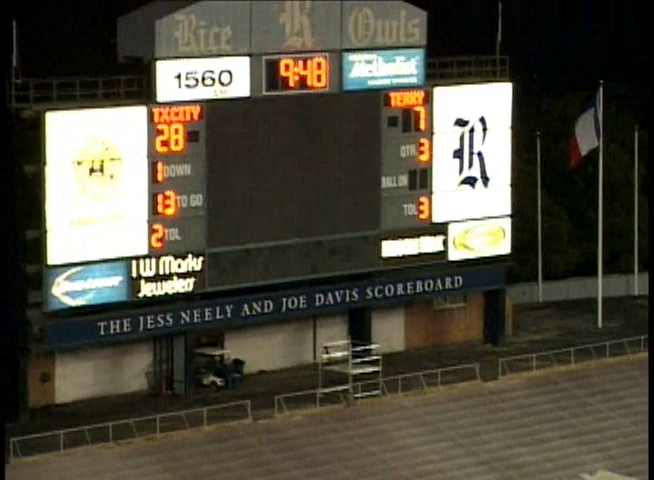 Rice R Owls
1560
9:48
Methodist
TXCITY
28
TERRY
7
1 DOWN
QTR 3
13 TO GO
BALL ON
2 TOL
TOL 3
R
I W Marks
Jewelers
THE JESS NEELY AND JOE DAVIS SCOREBOARD